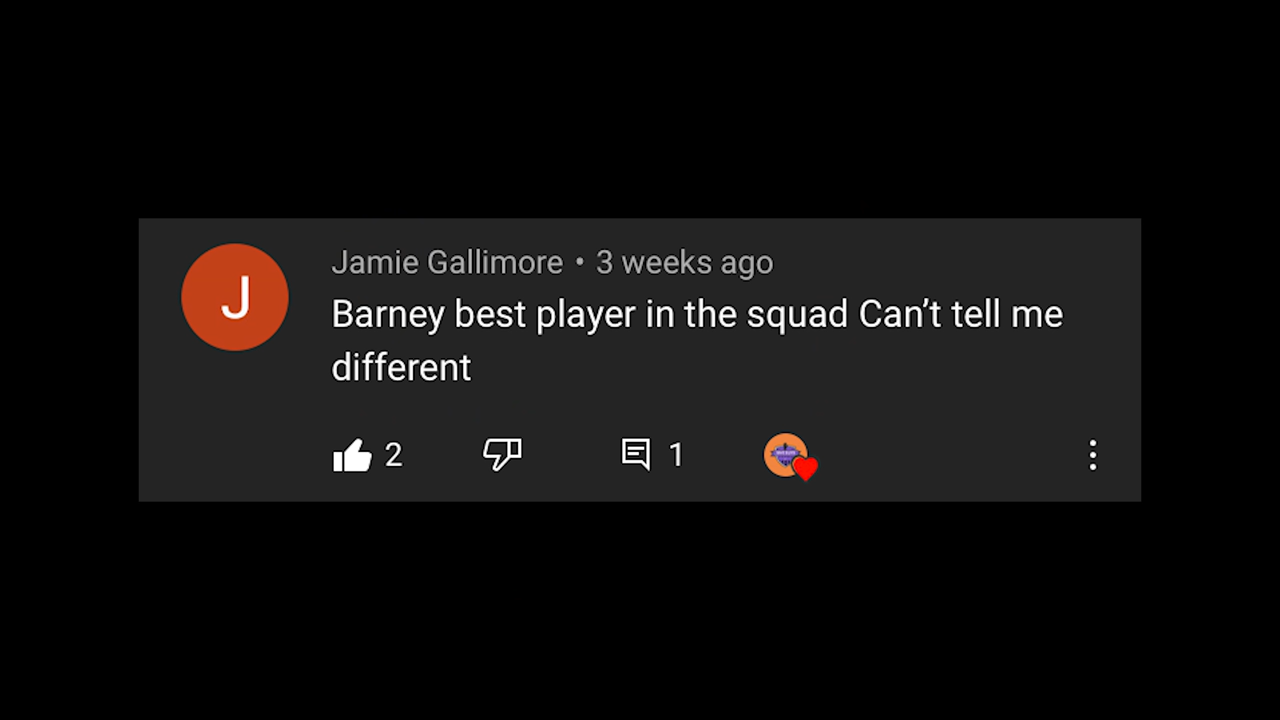 J
Jamie Gallimore • 3 weeks ago
Barney best player in the squad Can't tell me
different
2 1